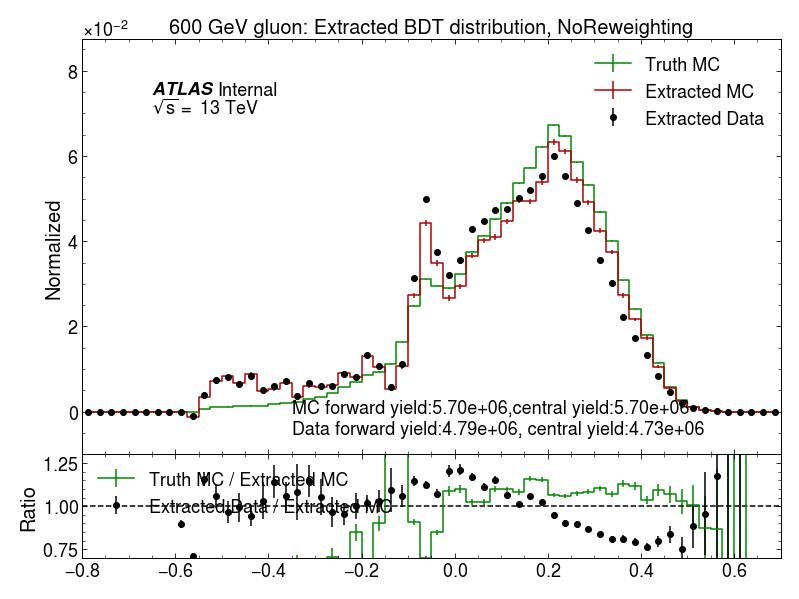 ×10⁻²
600 GeV gluon: Extracted BDT distribution, NoReweighting
8
ATLAS Internal
√s = 13 TeV
Truth MC
Extracted MC
Extracted Data
6
Normalized
4
2
0
MC forward yield:5.70e+06,central yield:5.70e+06
Data forward yield:4.79e+06, central yield:4.73e+06
1.25
Truth MC / Extracted MC
Ratio
1.00
Extracted Data / Extracted MC
0.75
−0.8 −0.6 −0.4 −0.2 0.0 0.2 0.4 0.6